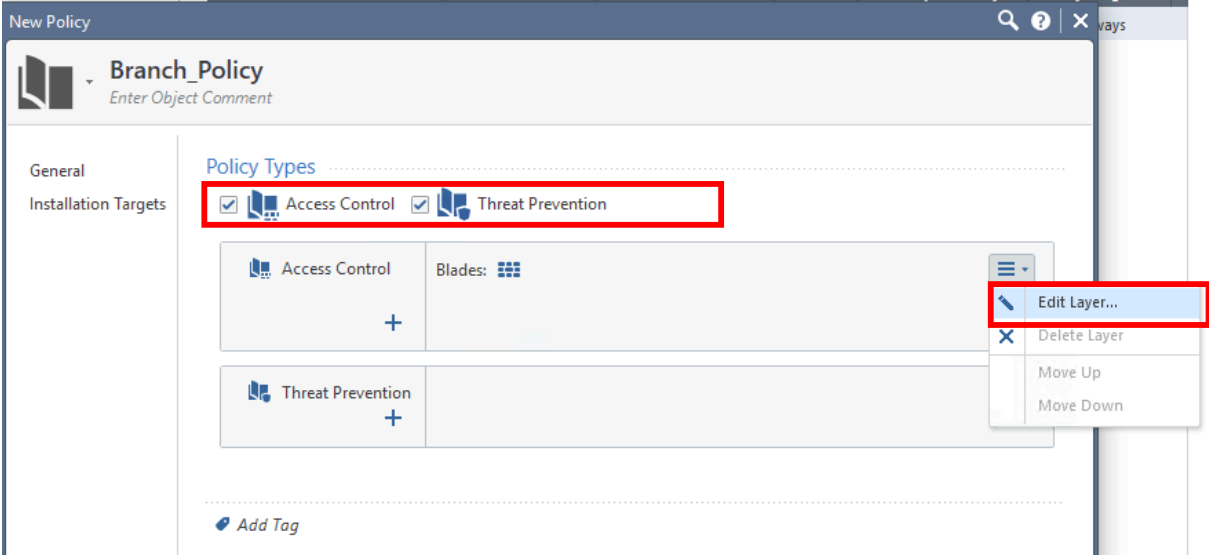 New Policy
ways
Branch_Policy
Enter Object Comment
General
Installation Targets
Policy Types
Access Control Threat Prevention
Access Control Blades:
Edit Layer...
Delete Layer
Move Up
Move Down
Threat Prevention
Add Tag